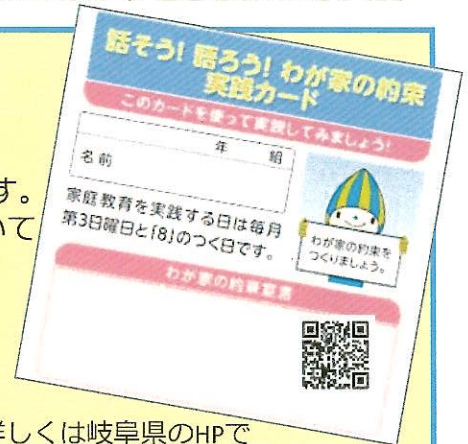 話そう! 語ろう! わが家の約束
実践カード
このカードを使って実践してみましょう!
年 組
名前
家庭教育を実践する日は毎月
第3日曜日と「8」のつく日です。
わが家の約束を
つくりましょう。
わが家の約束宣言
す。
いて
詳しくは岐阜県のHPで